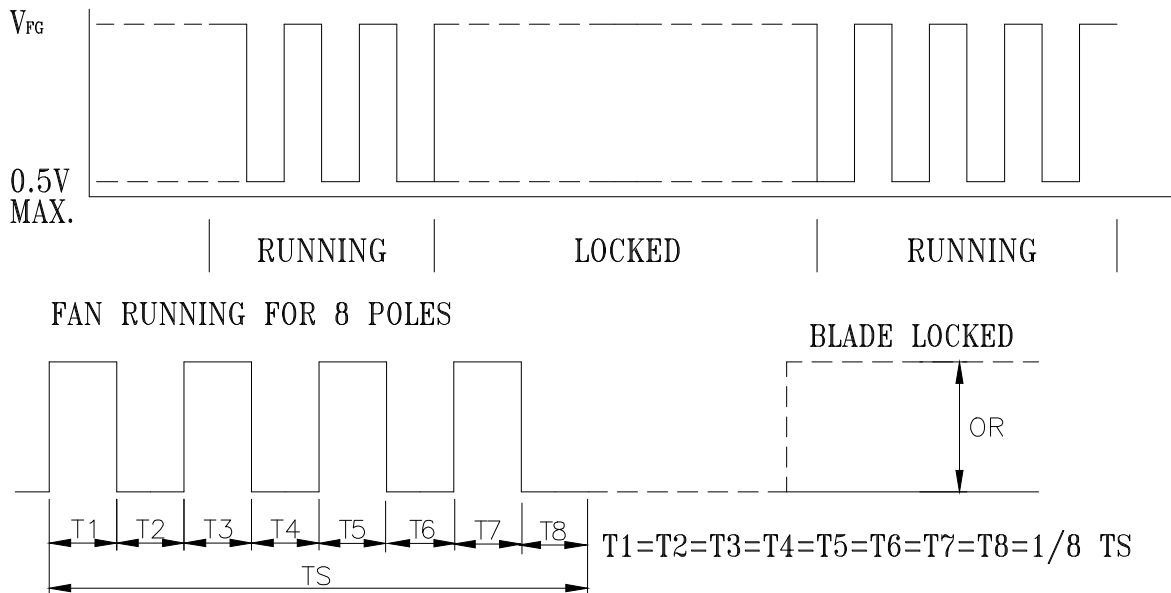 VFG
0.5V
MAX.
RUNNING
LOCKED
RUNNING
FAN RUNNING FOR 8 POLES
BLADE LOCKED
OR
T1 T2 T3 T4 T5 T6 T7 T8
T1=T2=T3=T4=T5=T6=T7=T8=1/8 TS
TS